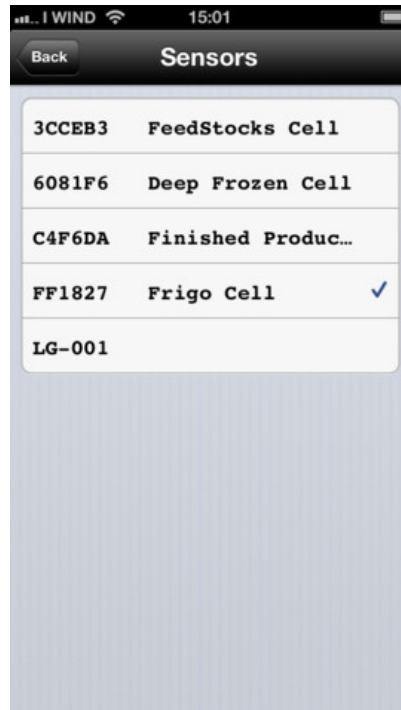 ... I WIND 15:01
Back Sensors
3CCEB3 FeedStocks Cell
6081F6 Deep Frozen Cell
C4F6DA Finished Produc…
FF1827 Frigo Cell
LG-001